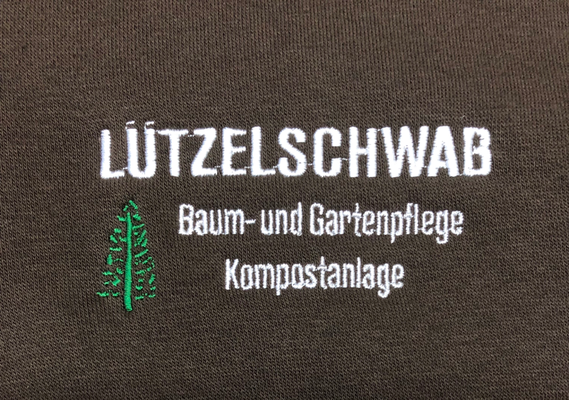 LÜTZELSCHWAB
Baum- und Gartenpflege
Kompostanlage